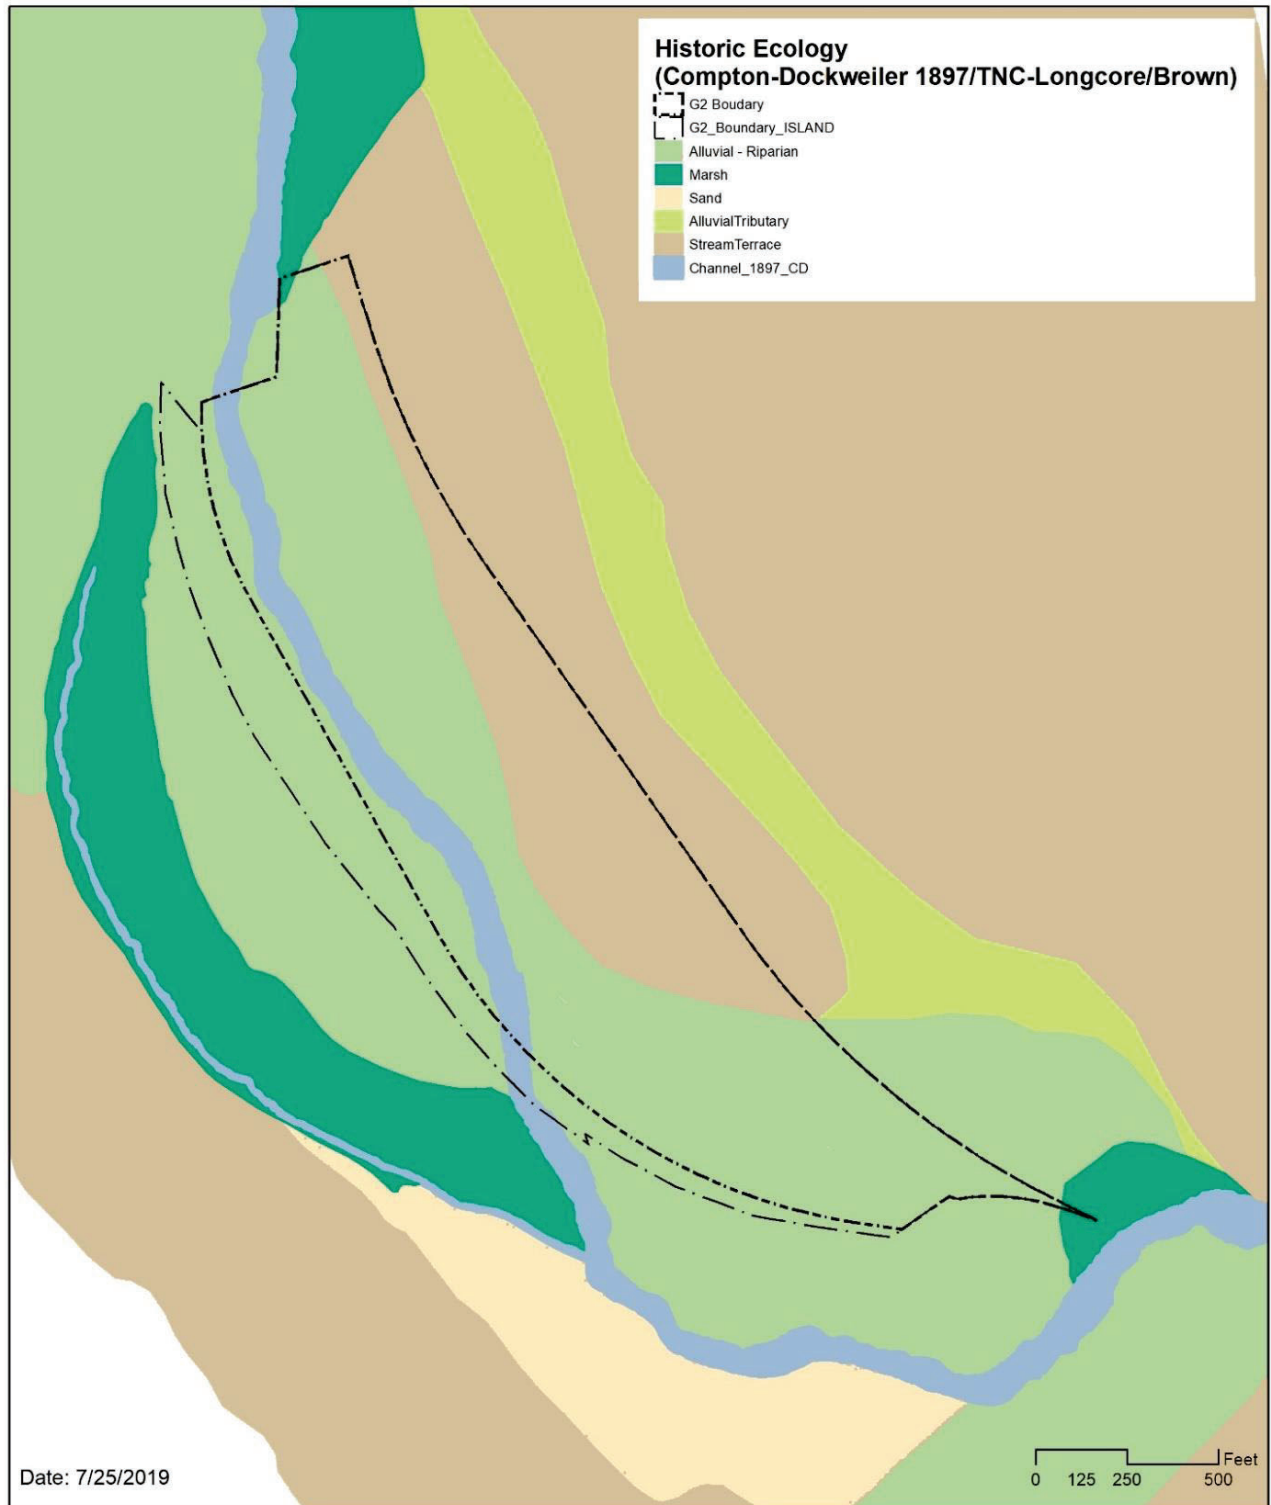 Historic Ecology
(Compton-Dockweiler 1897/TNC-Longcore/Brown)
G2 Boudary
G2_Boundary_ISLAND
Alluvial - Riparian
Marsh
Sand
AlluvialTributary
StreamTerrace
Channel_1897_CD
Date: 7/25/2019
Feet
0 125 250 500